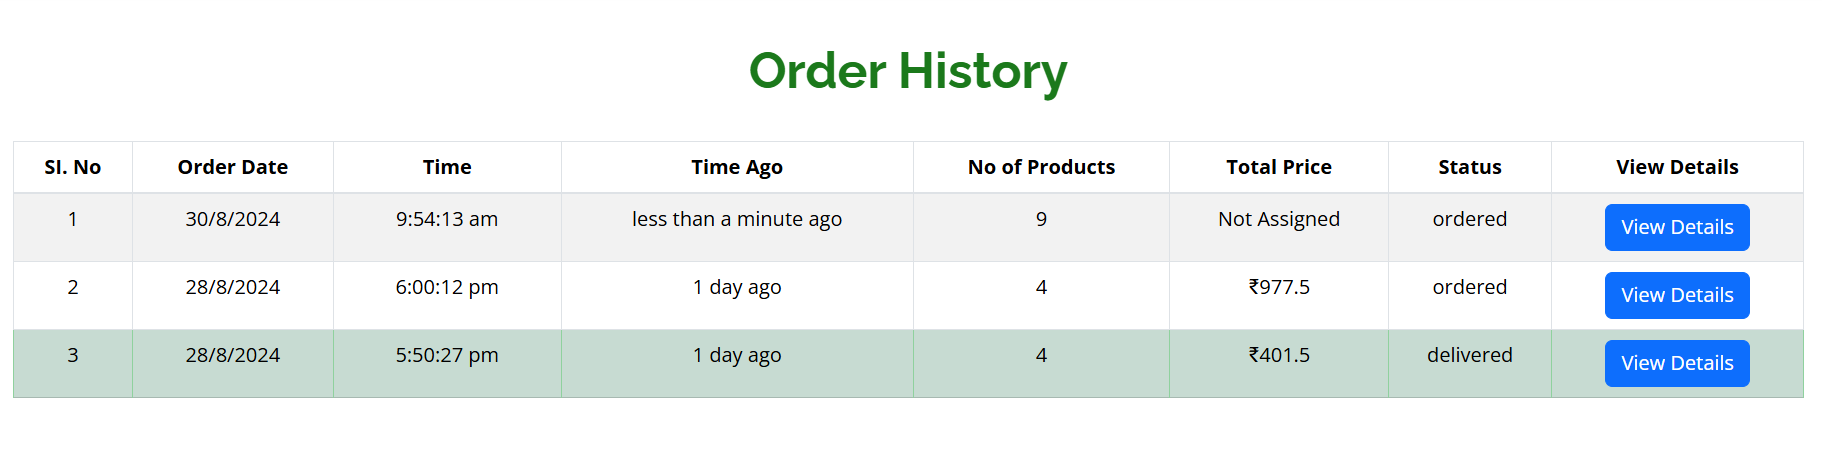 Order History
SI. No Order Date Time Time Ago No of Products Total Price Status View Details
1 30/8/2024 9:54:13 am less than a minute ago 9 Not Assigned ordered View Details
2 28/8/2024 6:00:12 pm 1 day ago 4 ₹977.5 ordered View Details
3 28/8/2024 5:50:27 pm 1 day ago 4 ₹401.5 delivered View Details